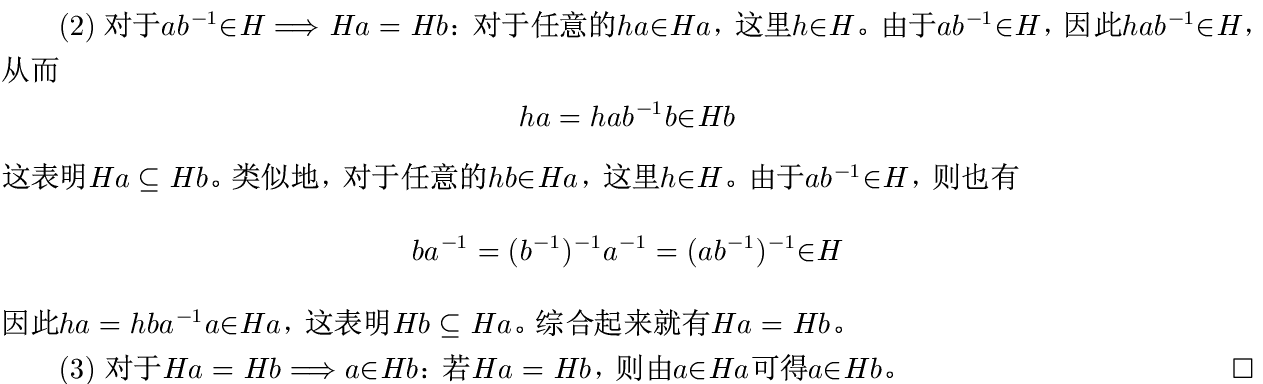 (2) 对于ab⁻¹∈H ⟹ Ha = Hb：对于任意的ha∈Ha，这里h∈H。由于ab⁻¹∈H，因此hab⁻¹∈H，
从而
ha = hab⁻¹b∈Hb
这表明Ha ⊆ Hb。类似地，对于任意的hb∈Ha，这里h∈H。由于ab⁻¹∈H，则也有
ba⁻¹ = (b⁻¹)⁻¹a⁻¹ = (ab⁻¹)⁻¹∈H
因此ha = hba⁻¹a∈Ha，这表明Hb ⊆ Ha。综合起来就有Ha = Hb。
(3) 对于Ha = Hb ⟹ a∈Hb：若Ha = Hb，则由a∈Ha可得a∈Hb。 □